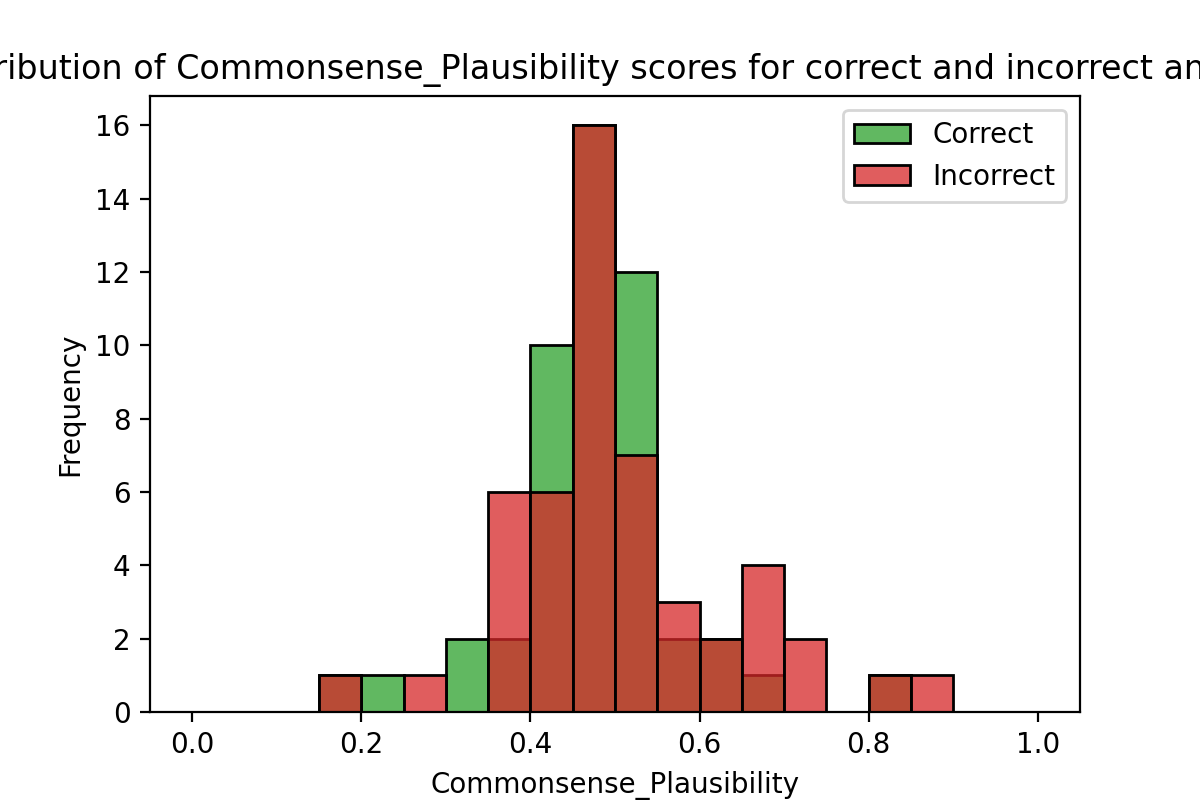 ribution of Commonsense_Plausibility scores for correct and incorrect an
Correct
Incorrect
Frequency
16
14
12
10
8
6
4
2
0
0.0 0.2 0.4 0.6 0.8 1.0
Commonsense_Plausibility